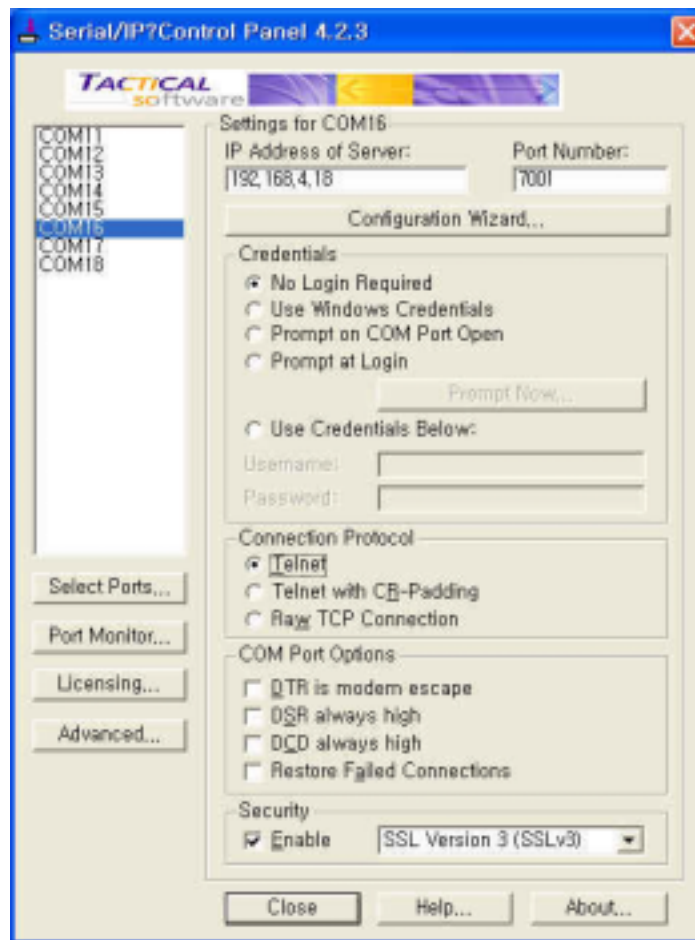 Serial/IP?Control Panel 4.2.3
TACTICAL
software
COM11
COM12
COM13
COM14
COM15
COM16
COM17
COM18
Settings for COM16
IP Address of Server:
Port Number:
192,168,4,18
7001
Configuration Wizard,,,
Credentials
No Login Required
Use Windows Credentials
Prompt on COM Port Open
Prompt at Login
Prompt Now,,,
Use Credentials Below:
Username:
Password:
Connection Protocol
Telnet
Telnet with CR-Padding
Raw TCP Connection
COM Port Options
DTR is modem escape
DSR always high
DCD always high
Restore Failed Connections
Security
Enable
SSL Version 3 (SSLv3)
Select Ports,,,
Port Monitor,,,
Licensing,,,
Advanced,,,
Close
Help,,,
About,,,